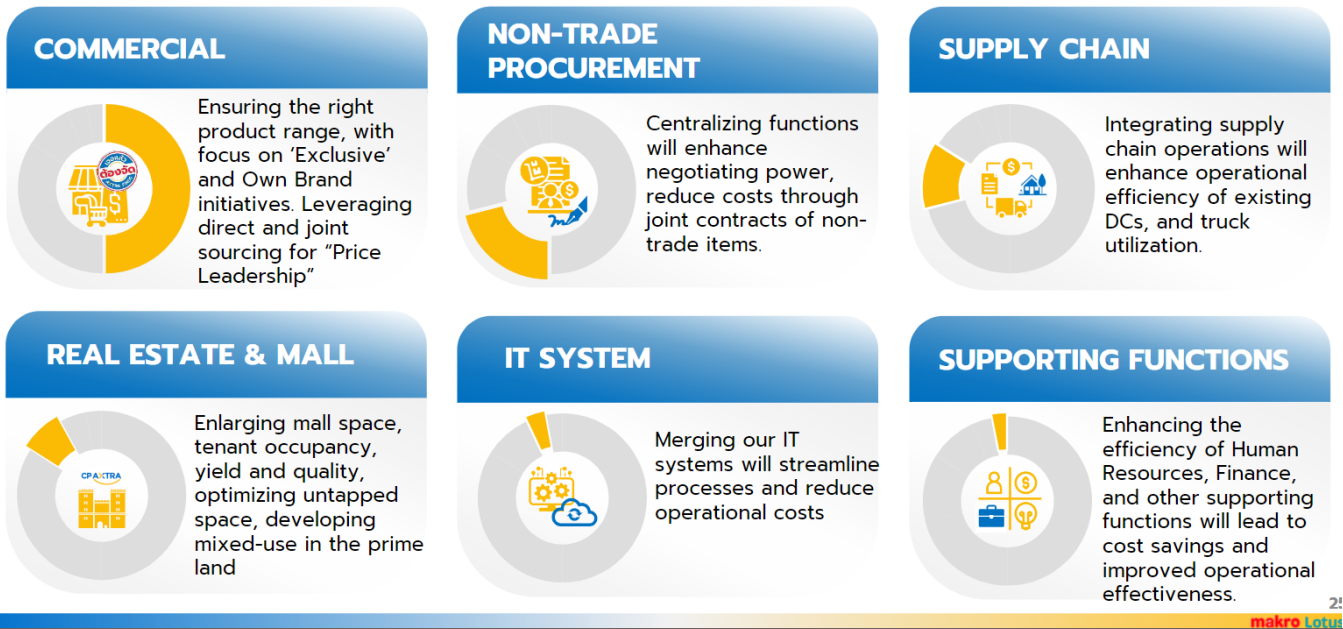 COMMERCIAL
Ensuring the right
product range, with
focus on ‘Exclusive’
and Own Brand
initiatives. Leveraging
direct and joint
sourcing for “Price
Leadership”
ต้องจัด
NON-TRADE
PROCUREMENT
Centralizing functions
will enhance
negotiating power,
reduce costs through
joint contracts of non-
trade items.
SUPPLY CHAIN
Integrating supply
chain operations will
enhance operational
efficiency of existing
DCs, and truck
utilization.
REAL ESTATE & MALL
CP AXTRA
Enlarging mall space,
tenant occupancy,
yield and quality,
optimizing untapped
space, developing
mixed-use in the prime
land
IT SYSTEM
Merging our IT
systems will streamline
processes and reduce
operational costs
SUPPORTING FUNCTIONS
Enhancing the
efficiency of Human
Resources, Finance,
and other supporting
functions will lead to
cost savings and
improved operational
effectiveness.
25
makro Lotus